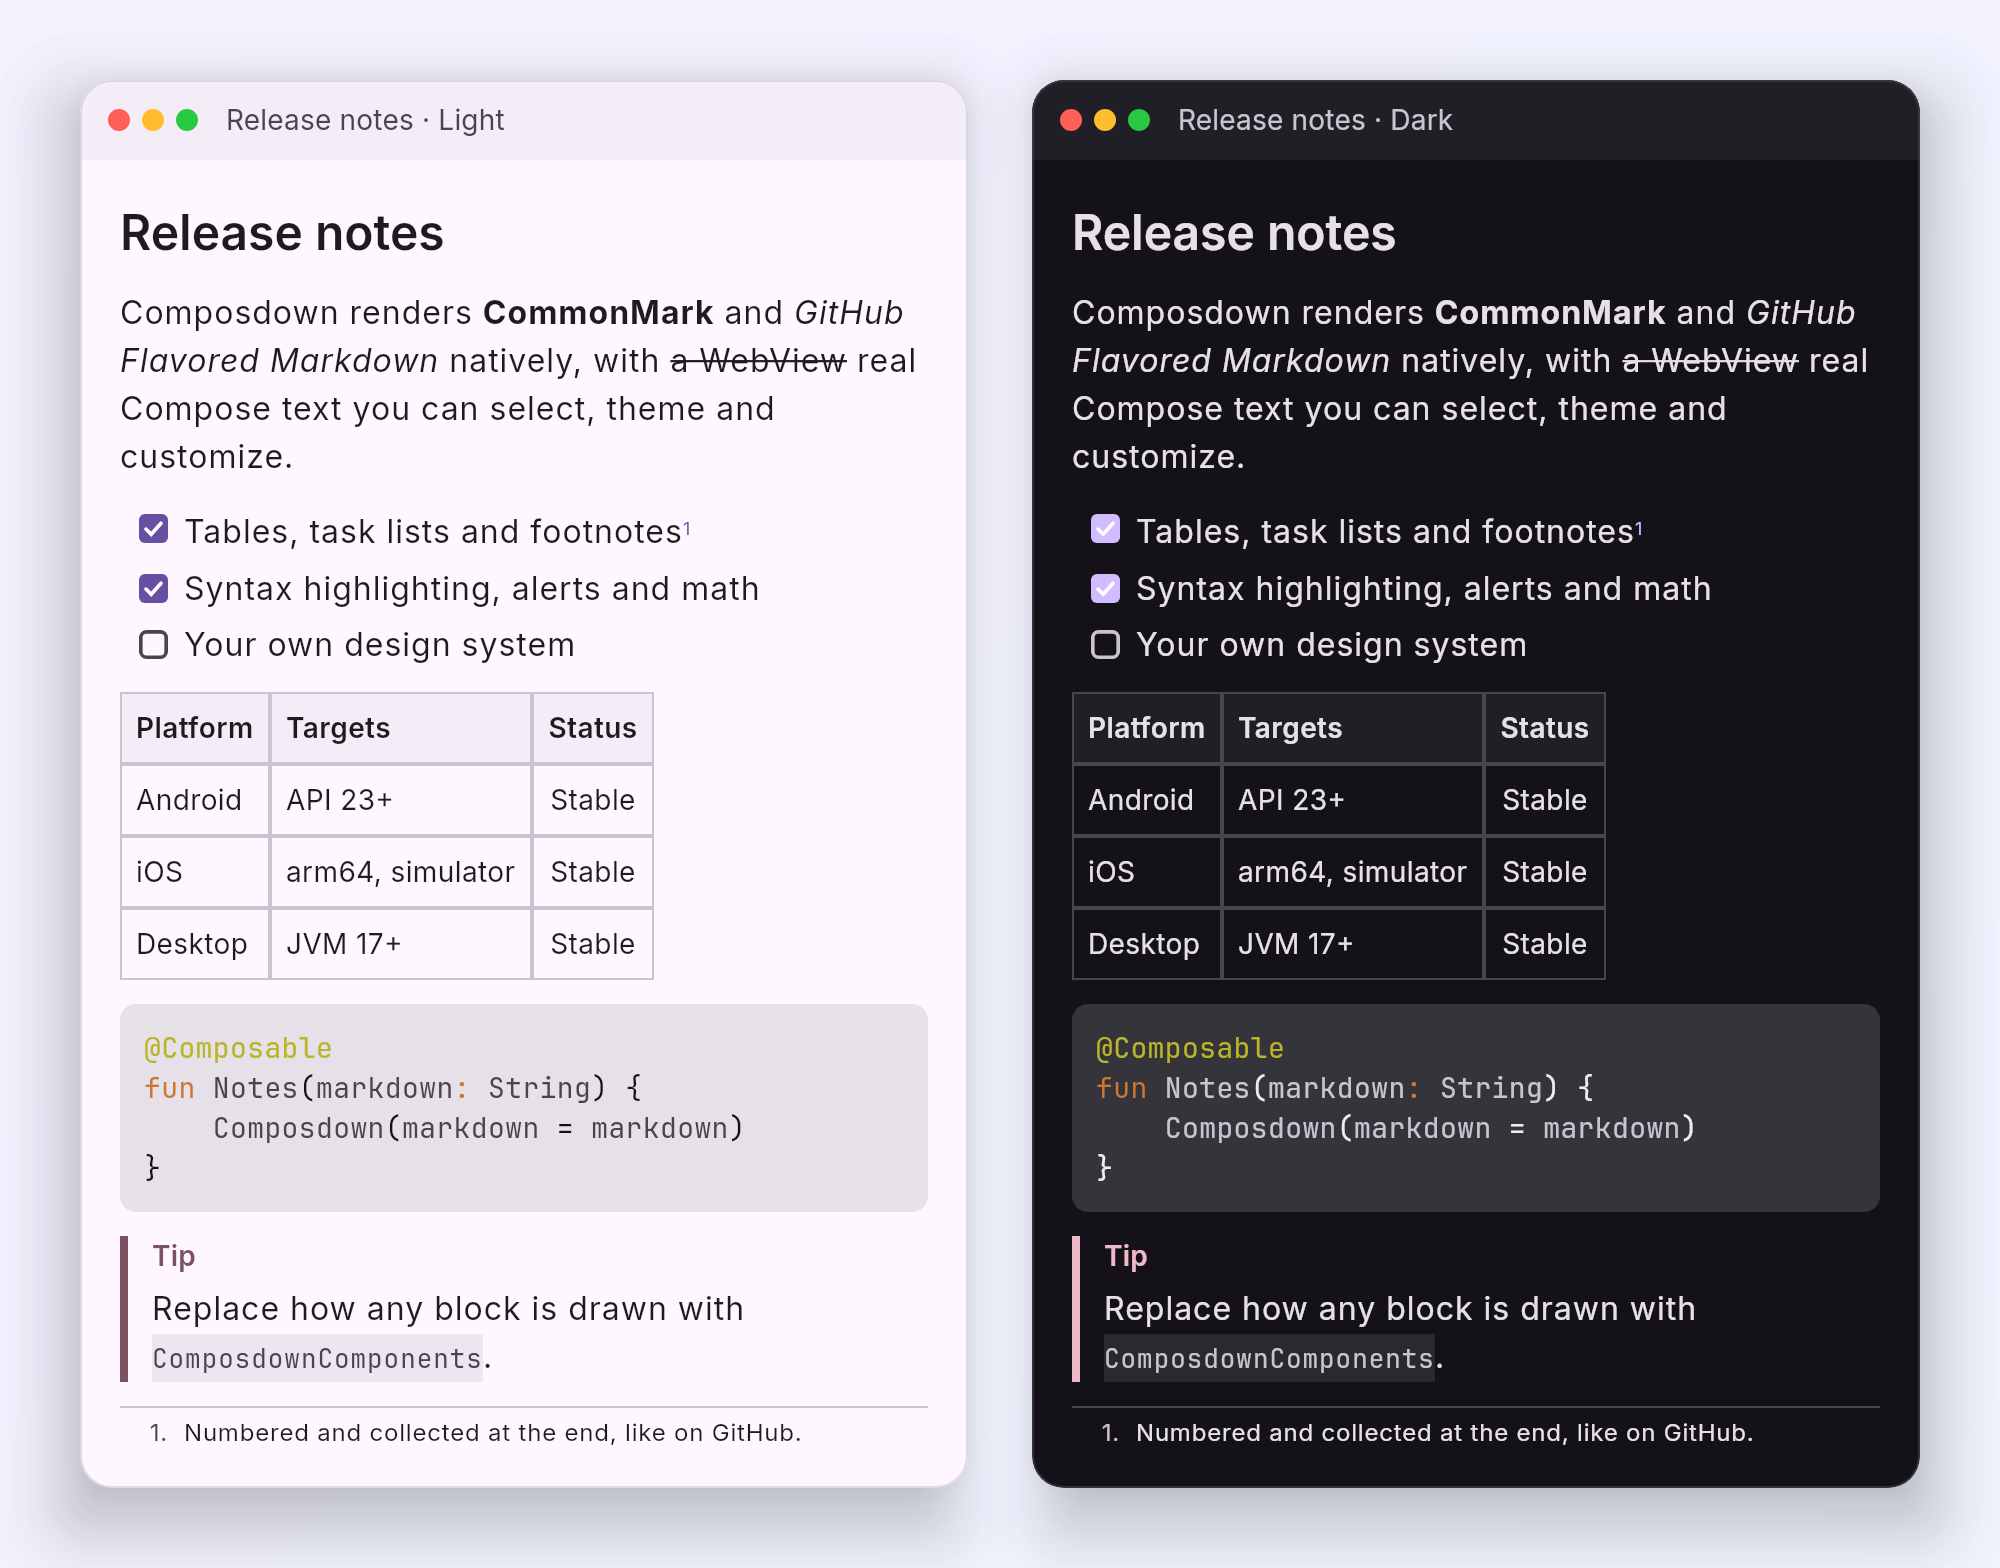 Release notes · Light
Release notes
Composdown renders CommonMark and GitHub
Flavored Markdown natively, with a WebView real
Compose text you can select, theme and
customize.
Tables, task lists and footnotes1
Syntax highlighting, alerts and math
Your own design system
Platform Targets Status
Android API 23+ Stable
iOS arm64, simulator Stable
Desktop JVM 17+ Stable
@Composable
fun Notes(markdown: String) {
    Composdown(markdown = markdown)
}
Tip
Replace how any block is drawn with
ComposdownComponents.
1. Numbered and collected at the end, like on GitHub.
Release notes · Dark
Release notes
Composdown renders CommonMark and GitHub
Flavored Markdown natively, with a WebView real
Compose text you can select, theme and
customize.
Tables, task lists and footnotes1
Syntax highlighting, alerts and math
Your own design system
Platform Targets Status
Android API 23+ Stable
iOS arm64, simulator Stable
Desktop JVM 17+ Stable
@Composable
fun Notes(markdown: String) {
    Composdown(markdown = markdown)
}
Tip
Replace how any block is drawn with
ComposdownComponents.
1. Numbered and collected at the end, like on GitHub.